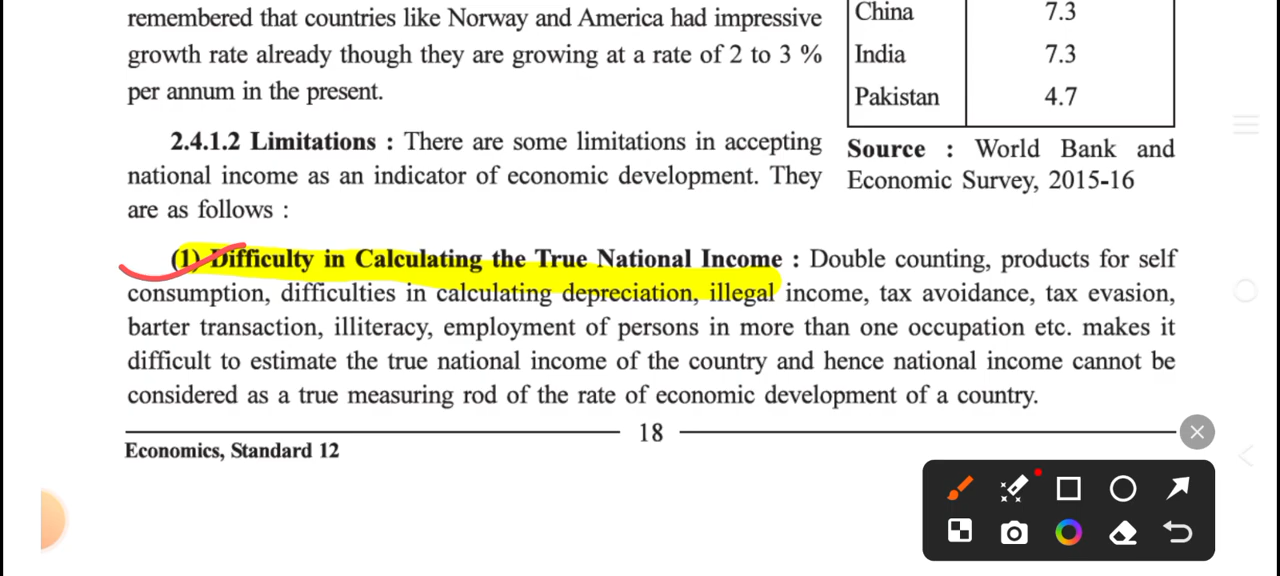 remembered that countries like Norway and America had impressive
growth rate already though they are growing at a rate of 2 to 3 %
per annum in the present.
China 7.3
India 7.3
Pakistan 4.7
Source : World Bank and
Economic Survey, 2015-16
2.4.1.2 Limitations : There are some limitations in accepting
national income as an indicator of economic development. They
are as follows :
(1) Difficulty in Calculating the True National Income : Double counting, products for self
consumption, difficulties in calculating depreciation, illegal income, tax avoidance, tax evasion,
barter transaction, illiteracy, employment of persons in more than one occupation etc. makes it
difficult to estimate the true national income of the country and hence national income cannot be
considered as a true measuring rod of the rate of economic development of a country.
18
Economics, Standard 12